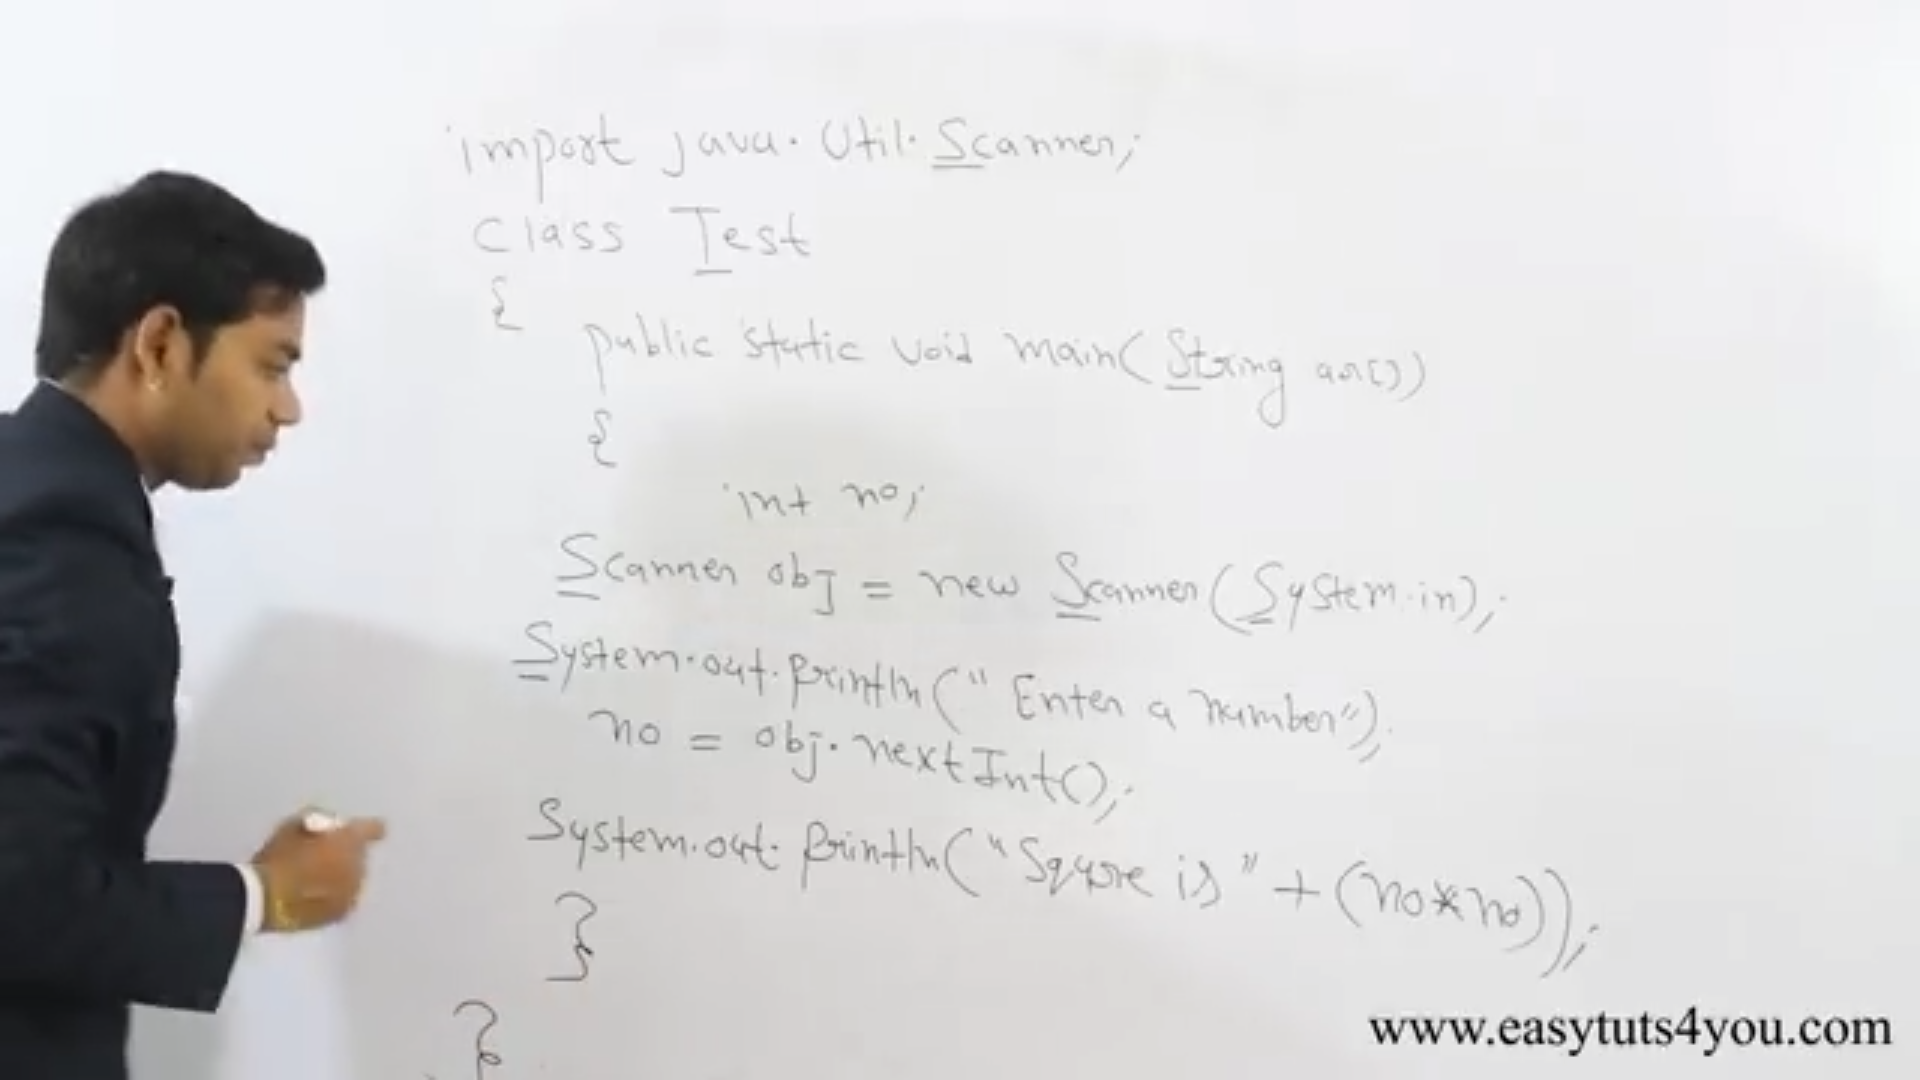 import java.util.Scanner;
class Test
{
public static void main(String ar[])
{
int no;
Scanner obj = new Scanner(System.in);
System.out.println("Enter a number");
no = obj.nextInt();
System.out.println("Square is" + (no*no));
}
}
www.easytuts4you.com